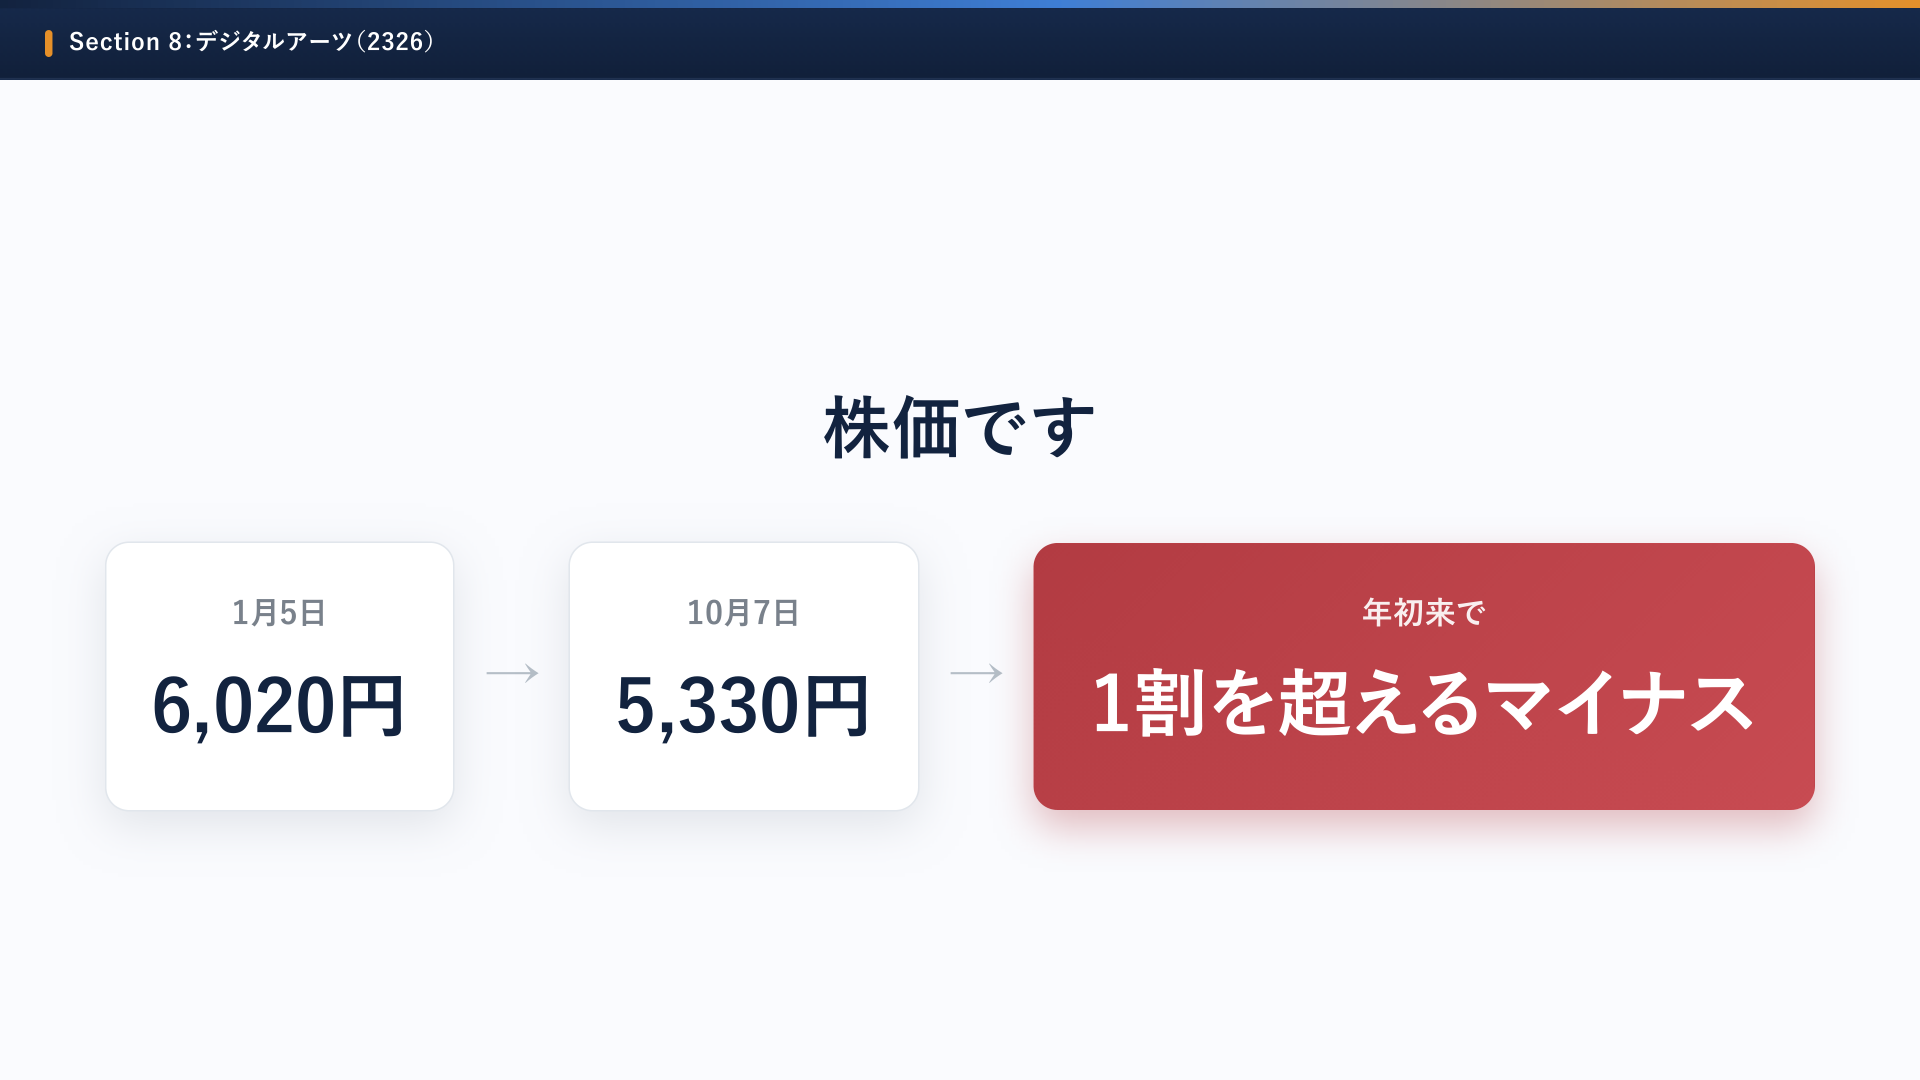 Section 8：デジタルアーツ（2326）
株価です
1月5日
6,020円
→
10月7日
5,330円
→
年初来で
1割を超えるマイナス